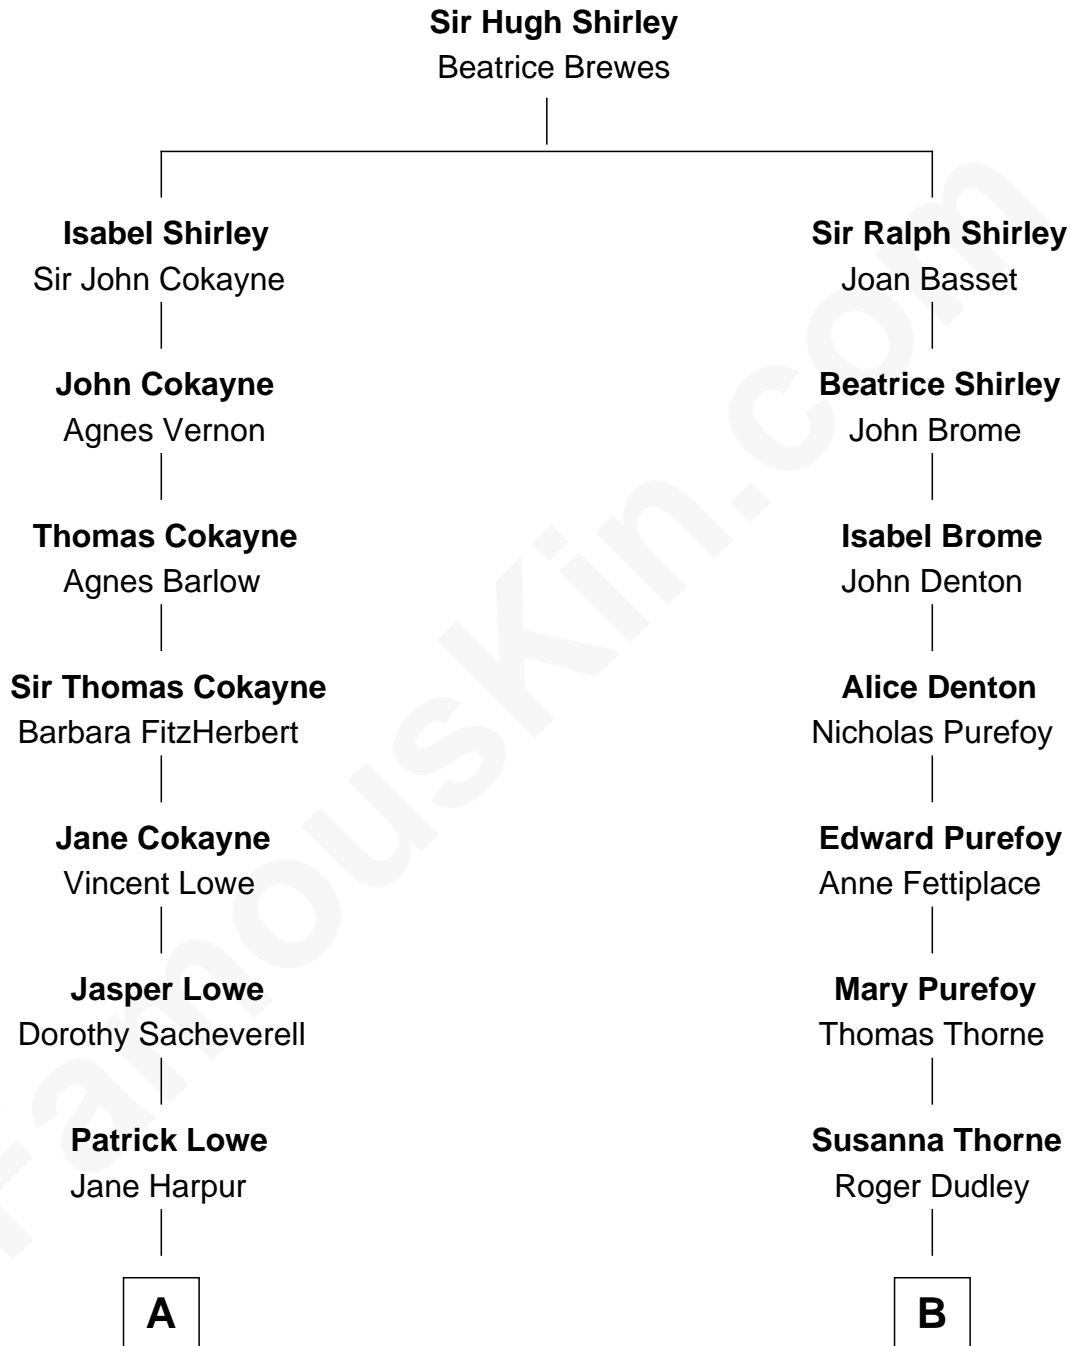 Sir Hugh Shirley
Beatrice Brewes
Isabel Shirley
Sir John Cokayne
Sir Ralph Shirley
Joan Basset
John Cokayne
Agnes Vernon
Beatrice Shirley
John Brome
Thomas Cokayne
Agnes Barlow
Isabel Brome
John Denton
Sir Thomas Cokayne
Barbara FitzHerbert
Alice Denton
Nicholas Purefoy
Jane Cokayne
Vincent Lowe
Edward Purefoy
Anne Fettiplace
Jasper Lowe
Dorothy Sacheverell
Mary Purefoy
Thomas Thorne
Patrick Lowe
Jane Harpur
Susanna Thorne
Roger Dudley
A
B
FamousKin.com